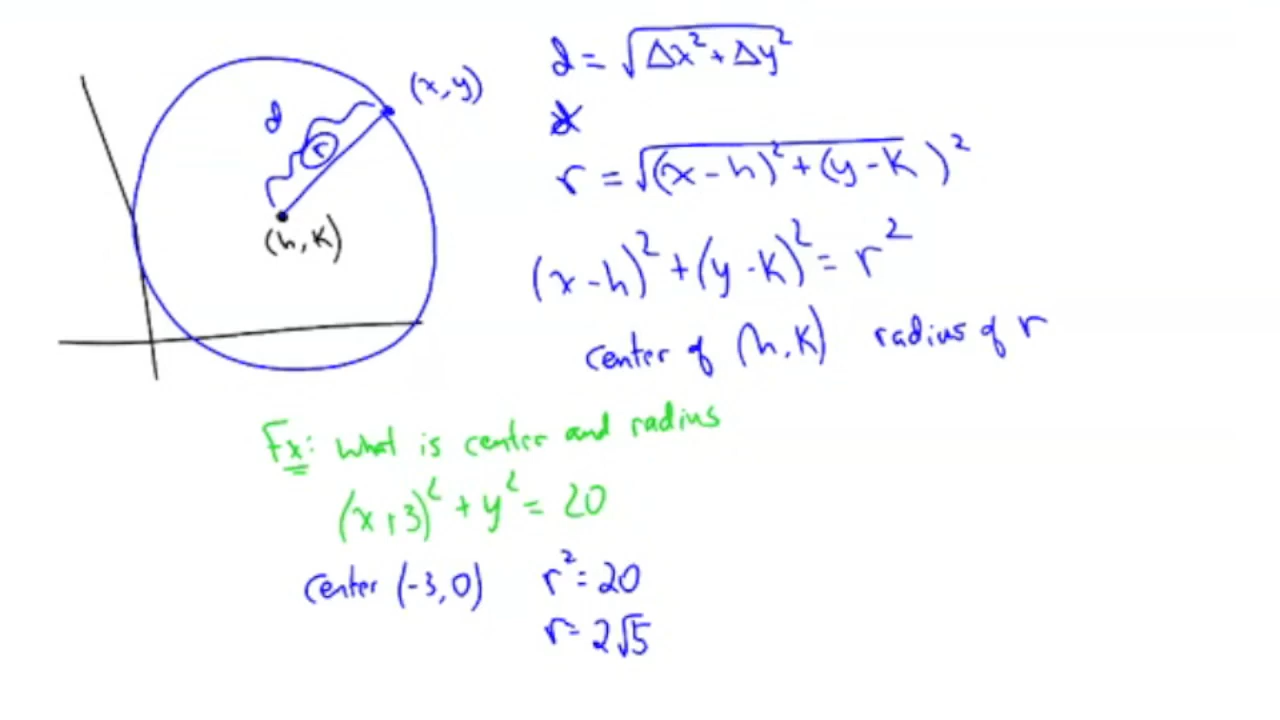 d = √(Δx² + Δy²)
(x, y)
d
d
r
r = √((x - h)² + (y - k)²)
(h, k)
(x - h)² + (y - k)² = r²
center of (h, k) radius of r
Ex: what is center and radius
(x + 3)² + y² = 20
center (-3, 0) r² = 20
r = 2√5